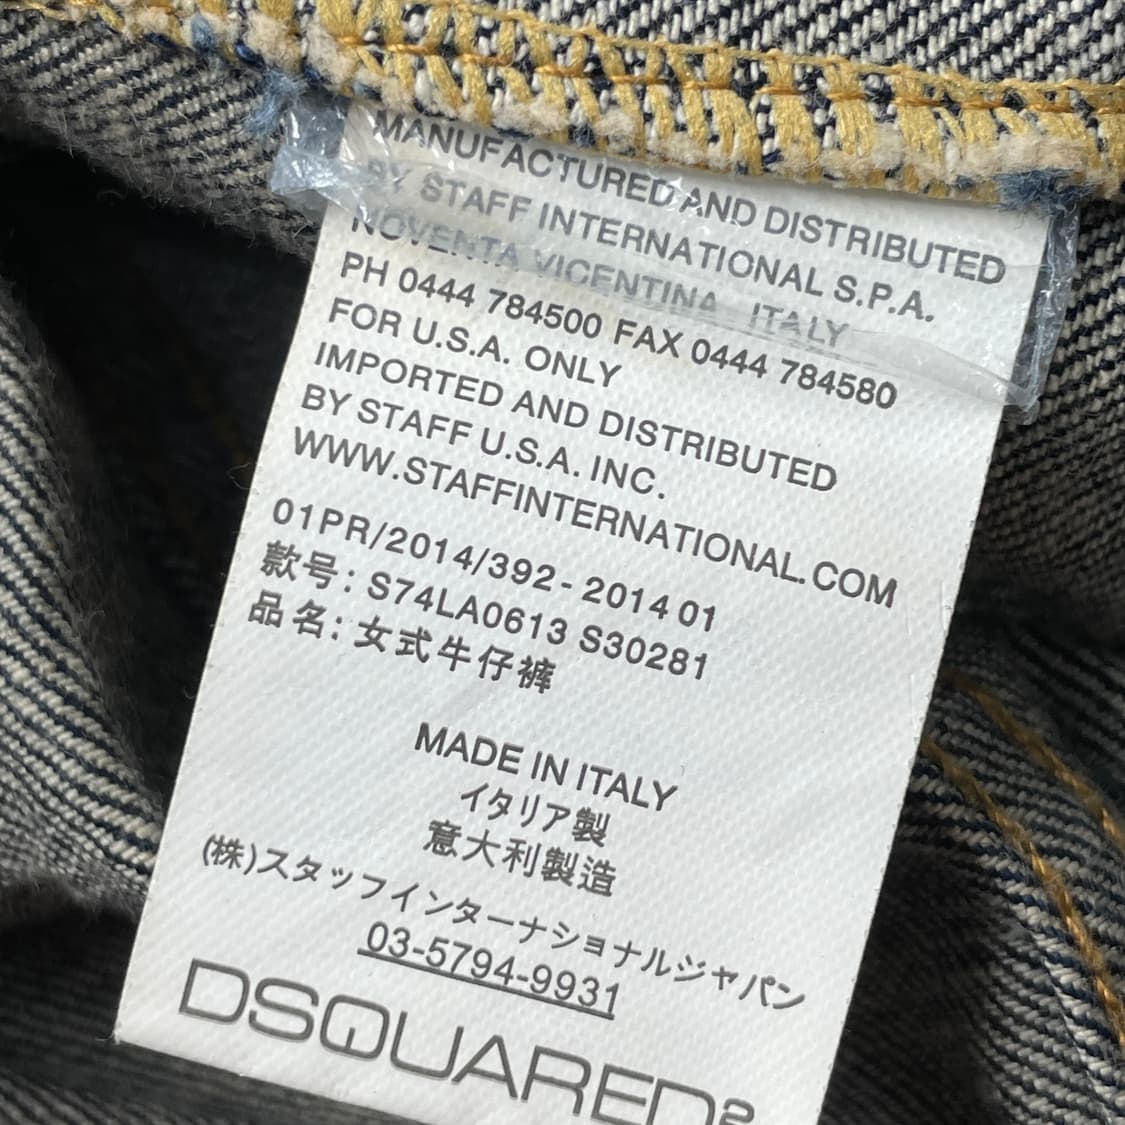 MANUFACTURED AND DISTRIBUTED
BY STAFF INTERNATIONAL S.P.A.
NOVENTA VICENTINA ITALY
PH 0444 784500 FAX 0444 784580
FOR U.S.A. ONLY
IMPORTED AND DISTRIBUTED
BY STAFF U.S.A. INC.
WWW.STAFFINTERNATIONAL.COM
01PR/2014/392 - 2014 01
款号: S74LA0613 S30281
品名: 女式牛仔裤
MADE IN ITALY
イタリア製
意大利製造
(株)スタッフインターナショナルジャパン
03-5794-9931
DSQUARED2